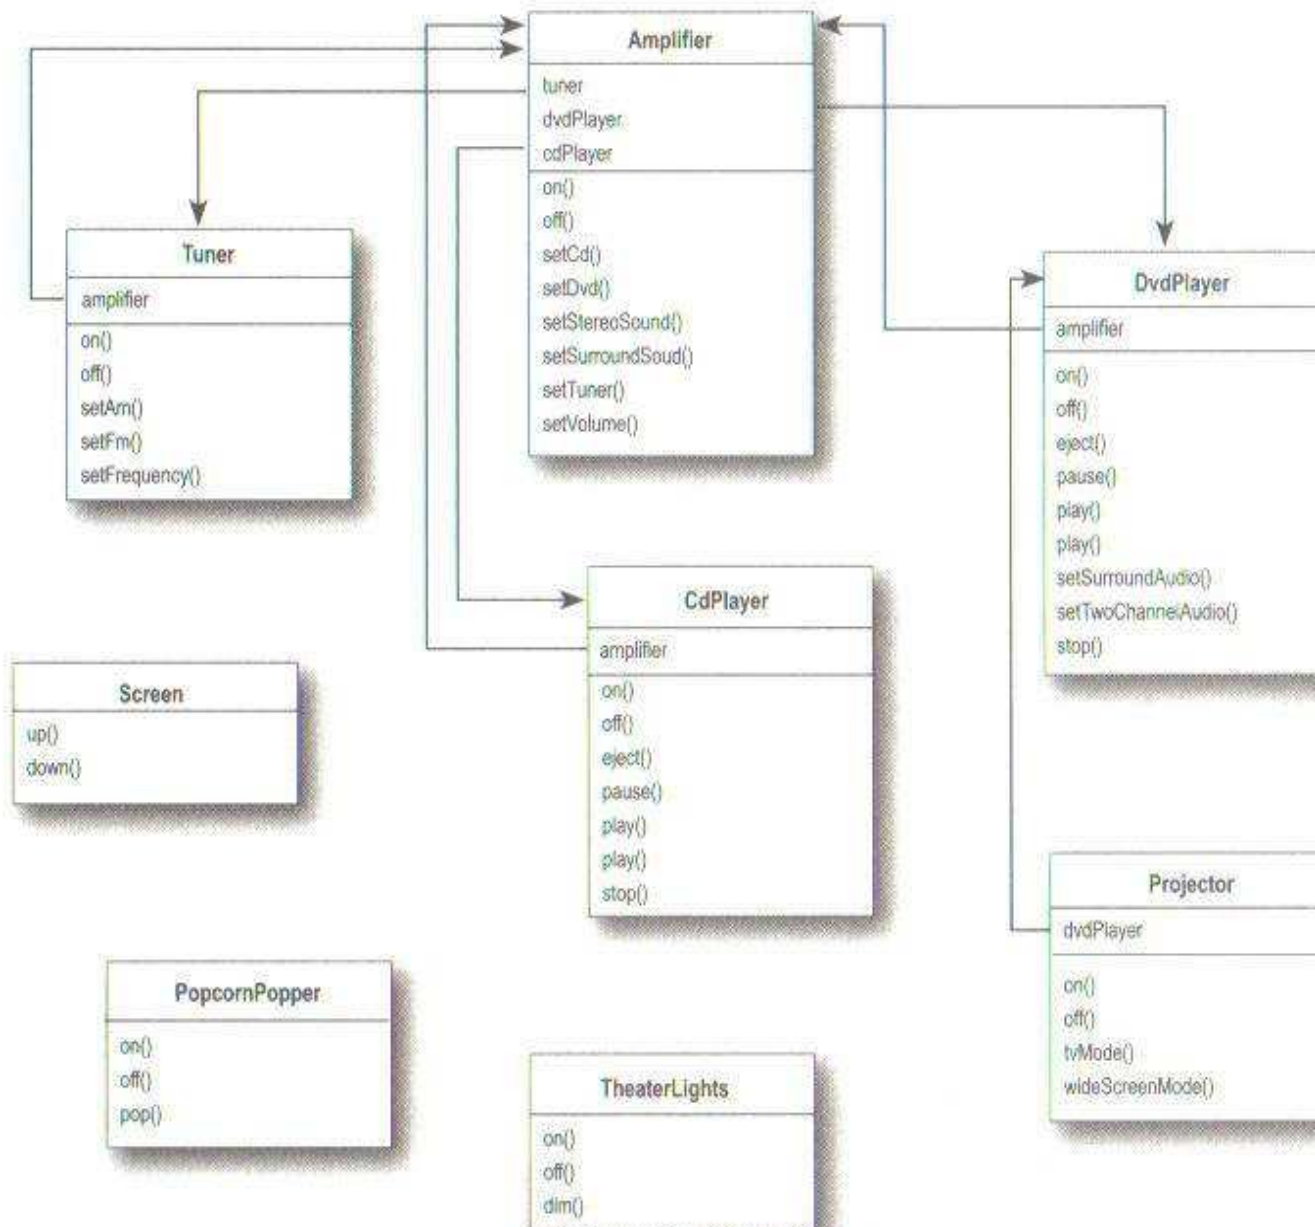 Amplifier
tuner
dvdPlayer
cdPlayer
on()
off()
setCd()
setDvd()
setStereoSound()
setSurroundSoud()
setTuner()
setVolume()
Tuner
amplifier
on()
off()
setAm()
setFm()
setFrequency()
DvdPlayer
amplifier
on()
off()
eject()
pause()
play()
play()
setSurroundAudio()
setTwoChannelAudio()
stop()
CdPlayer
amplifier
on()
off()
eject()
pause()
play()
play()
stop()
Screen
up()
down()
Projector
dvdPlayer
on()
off()
tvMode()
wideScreenMode()
PopcornPopper
on()
off()
pop()
TheaterLights
on()
off()
dim()